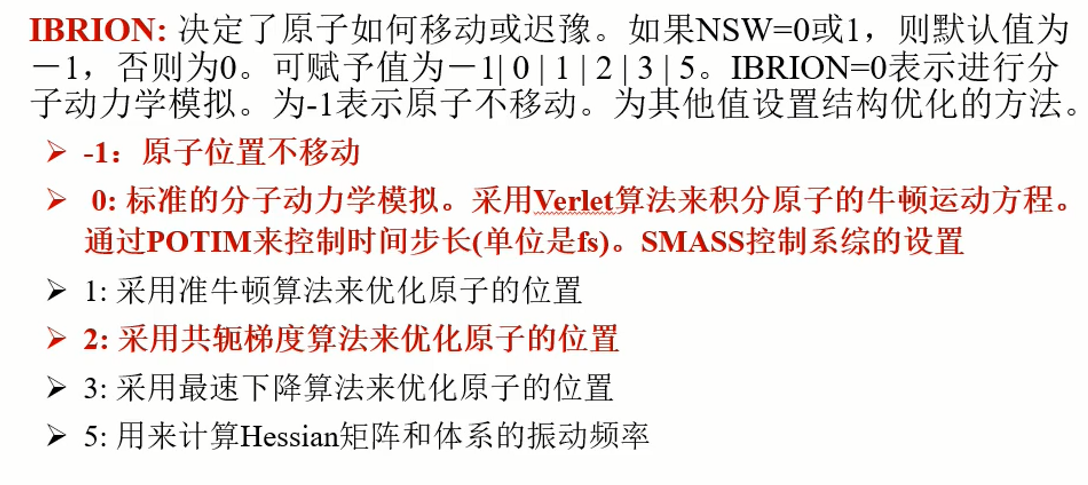 IBRION: 决定了原子如何移动或迟豫。如果NSW=0或1，则默认值为
－1，否则为0。可赋予值为－1| 0 | 1 | 2 | 3 | 5。IBRION=0表示进行分
子动力学模拟。为-1表示原子不移动。为其他值设置结构优化的方法。
➢ -1：原子位置不移动
➢ 0: 标准的分子动力学模拟。采用Verlet算法来积分原子的牛顿运动方程。
通过POTIM来控制时间步长(单位是fs)。SMASS控制系综的设置
➢ 1: 采用准牛顿算法来优化原子的位置
➢ 2: 采用共轭梯度算法来优化原子的位置
➢ 3: 采用最速下降算法来优化原子的位置
➢ 5: 用来计算Hessian矩阵和体系的振动频率